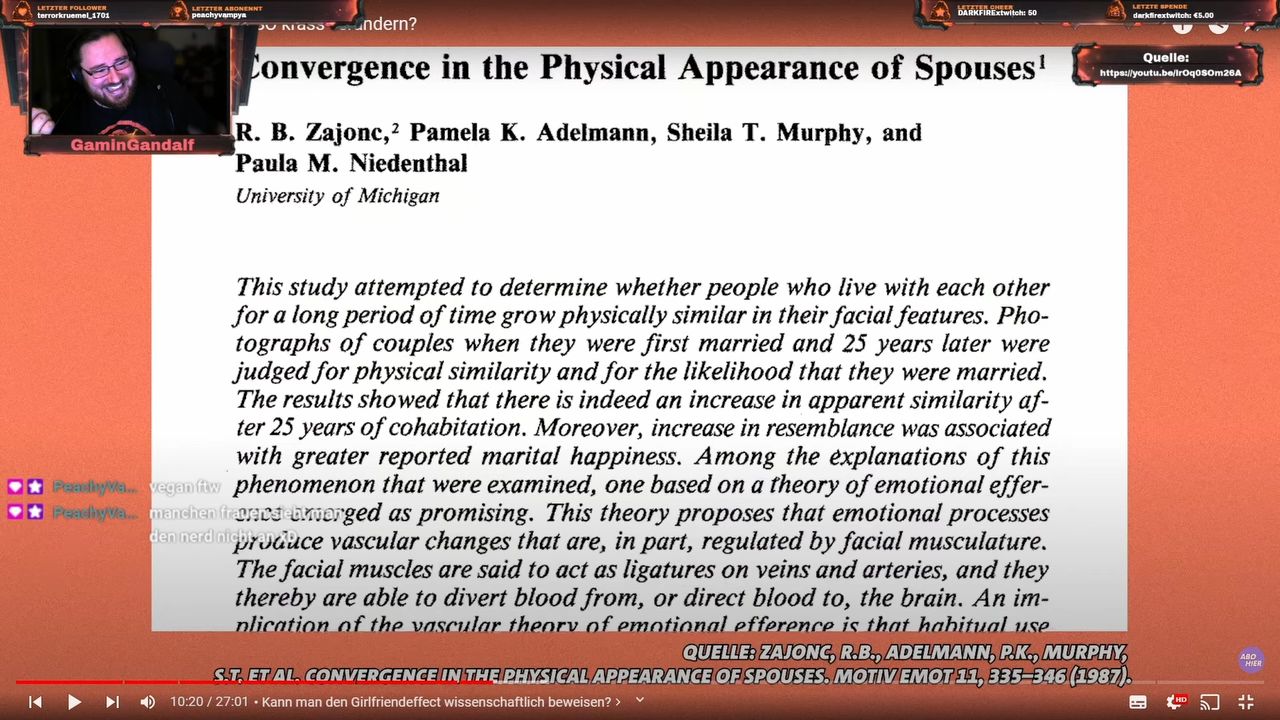 LETZTER FOLLOWER
terrorkruemel_1701
LETZTER ABONNENT
peachyvampya
LETZTER CHEER
DARKFIRExtwitch: 50
LETZTE SPENDE
darkfirextwitch: €5.00
krass verändern?
Quelle:
GaminGandalf
Convergence in the Physical Appearance of Spouses¹
R. B. Zajonc,² Pamela K. Adelmann, Sheila T. Murphy, and
Paula M. Niedenthal
University of Michigan
This study attempted to determine whether people who live with each other
for a long period of time grow physically similar in their facial features. Pho-
tographs of couples when they were first married and 25 years later were
judged for physical similarity and for the likelihood that they were married.
The results showed that there is indeed an increase in apparent similarity af-
ter 25 years of cohabitation. Moreover, increase in resemblance was associated
with greater reported marital happiness. Among the explanations of this
phenomenon that were examined, one based on a theory of emotional effer-
emerged as promising. This theory proposes that emotional processes
produce vascular changes that are, in part, regulated by facial musculature.
The facial muscles are said to act as ligatures on veins and arteries, and they
thereby are able to divert blood from, or direct blood to, the brain. An im-
plication of the vascular theory of emotional efference is that habitual use
PeachyVa... vegan ftw
PeachyVa... manchen frauen sieht man
den nerd nicht an xD
QUELLE: ZAJONC, R.B., ADELMANN, P.K., MURPHY,
S.T. ET AL. CONVERGENCE IN THE PHYSICAL APPEARANCE OF SPOUSES. MOTIV EMOT 11, 335–346 (1987).
ABO
HIER
10:20 / 27:01 • Kann man den Girlfriendeffect wissenschaftlich beweisen? ›
HD